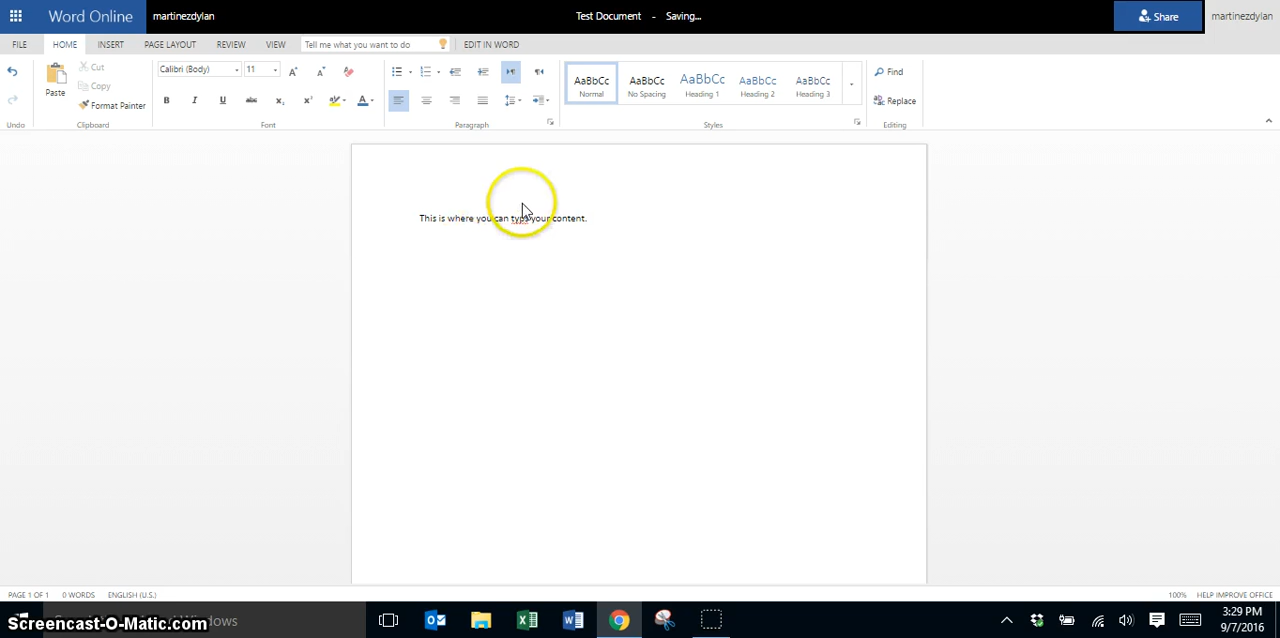 Word Online martinezdylan Test Document - Saving... Share martinezdylan
FILE HOME INSERT PAGE LAYOUT REVIEW VIEW Tell me what you want to do EDIT IN WORD
Calibri (Body) 11 AaBbCc AaBbCc AaBbCc AaBbCc AaBbCc Find
Cut
Copy
Paste Format Painter Normal No Spacing Heading 1 Heading 2 Heading 3 Replace
Undo Clipboard Font Paragraph Styles Editing
This is where you can your content.
PAGE 1 OF 1 0 WORDS ENGLISH (U.S.) 100% HELP IMPROVE OFFICE
Screencast-O-Matic.com Windows
3:29 PM
9/7/2016